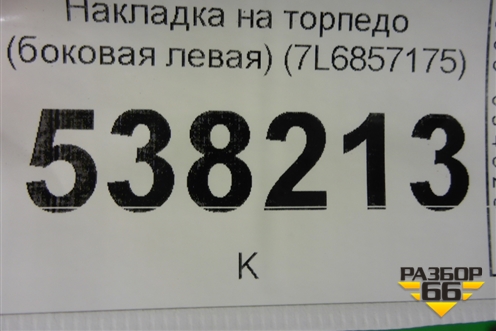 Накладка на торпедо
(боковая левая) (7L6857175)
538213
К
РАЗБОР
66